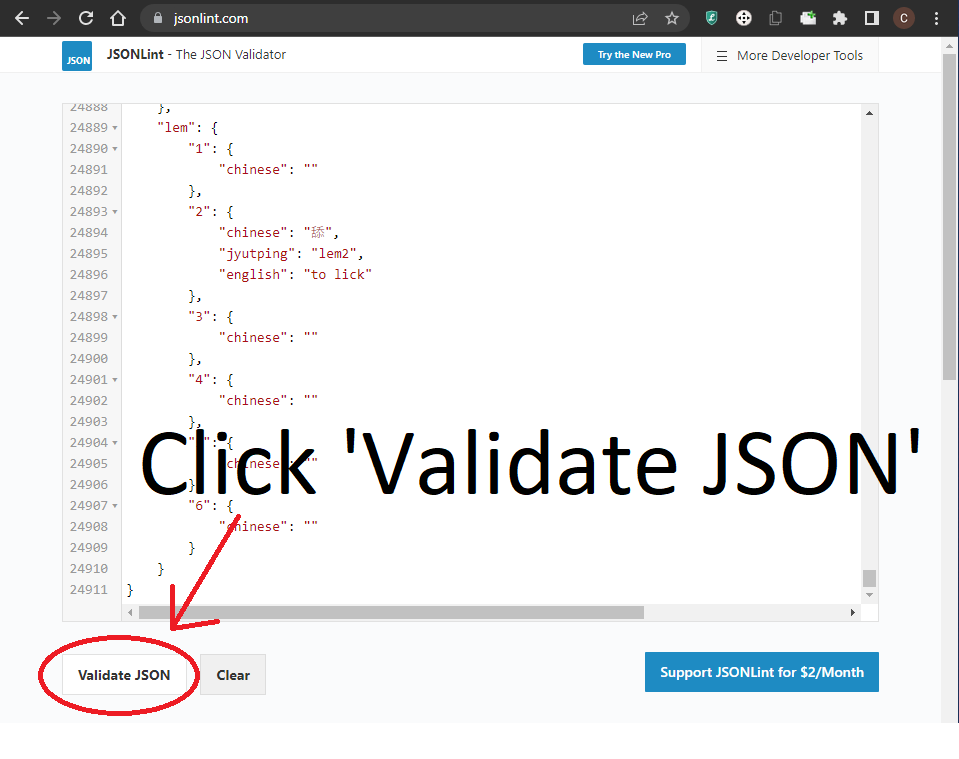 jsonlint.com
C
JSON
JSONLint - The JSON Validator
Try the New Pro
More Developer Tools
24888 },
24889 "lem": {
24890 "1": {
24891 "chinese": ""
24892 },
24893 "2": {
24894 "chinese": "舔",
24895 "jyutping": "lem2",
24896 "english": "to lick"
24897 },
24898 "3": {
24899 "chinese": ""
24900 },
24901 "4": {
24902 "chinese": ""
24903 },
24904 {
24905 chinese": ""
24906 }
24907 "6": {
24908 "chinese": ""
24909 }
24910 }
24911 }
Click 'Validate JSON'
Validate JSON
Clear
Support JSONLint for $2/Month